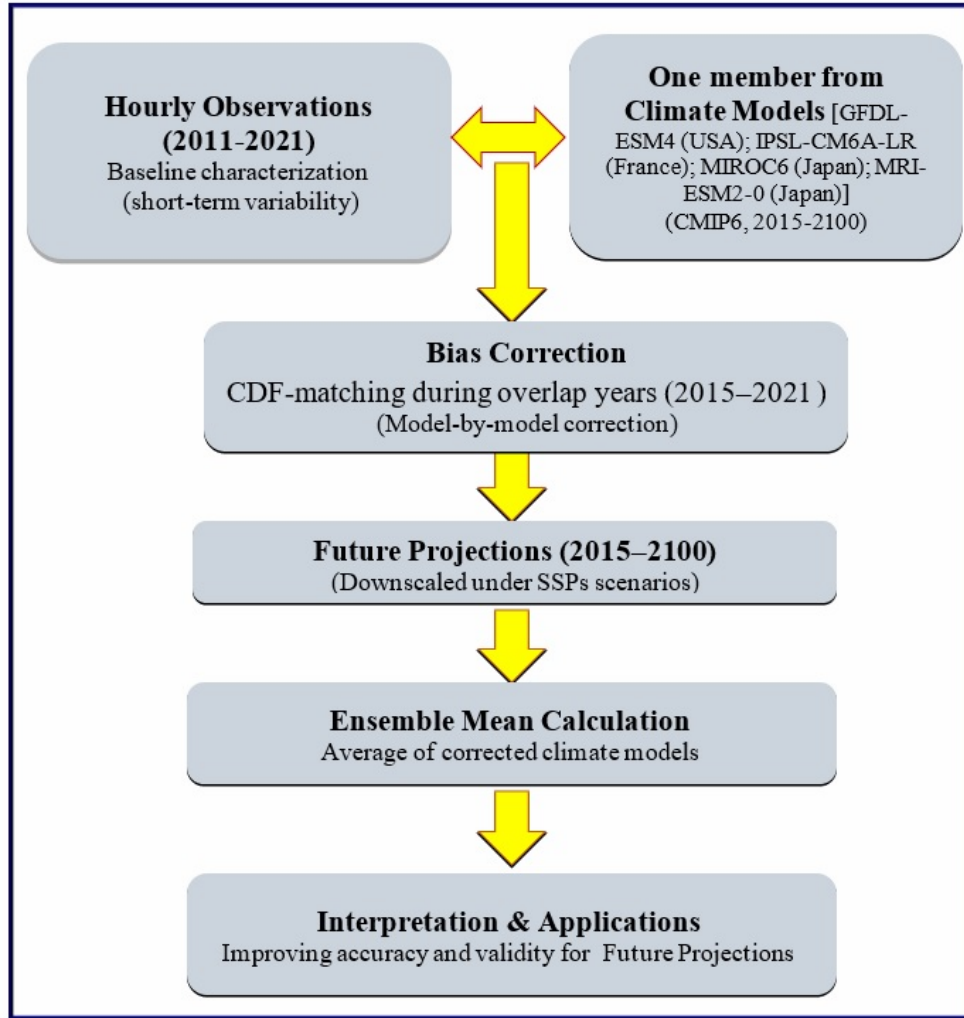 Hourly Observations
(2011-2021)
Baseline characterization
(short-term variability)
One member from
Climate Models [GFDL-
ESM4 (USA); IPSL-CM6A-LR
(France); MIROC6 (Japan); MRI-
ESM2-0 (Japan)]
(CMIP6, 2015-2100)
Bias Correction
CDF-matching during overlap years (2015–2021 )
(Model-by-model correction)
Future Projections (2015–2100)
(Downscaled under SSPs scenarios)
Ensemble Mean Calculation
Average of corrected climate models
Interpretation & Applications
Improving accuracy and validity for Future Projections